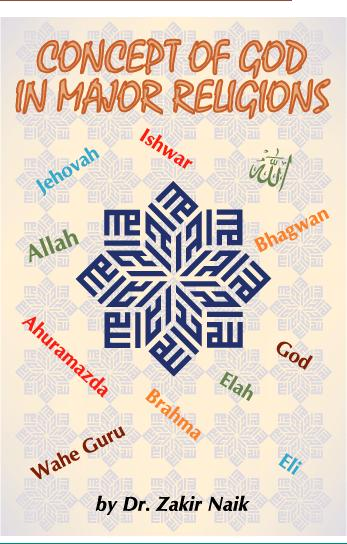 CONCEPT OF GOD
IN MAJOR RELIGIONS
Ishwar
Jehovah
الله
Bhagwan
Allah
Ahuramazda
God
Elah
Brahma
Wahe Guru
Eli
by Dr. Zakir Naik